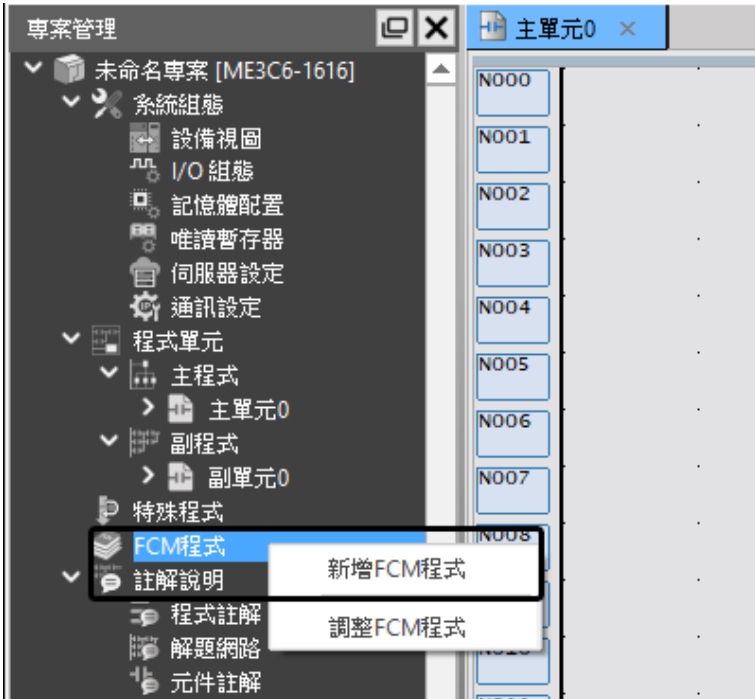 專案管理
主單元0
未命名專案 [ME3C6-1616]
系統組態
設備視圖
I/O 組態
記憶體配置
唯讀暫存器
伺服器設定
通訊設定
程式單元
主程式
主單元0
副程式
副單元0
特殊程式
FCM程式
註解說明
程式註解
解題網路
元件註解
新增FCM程式
調整FCM程式
N000
N001
N002
N003
N004
N005
N006
N007
N008